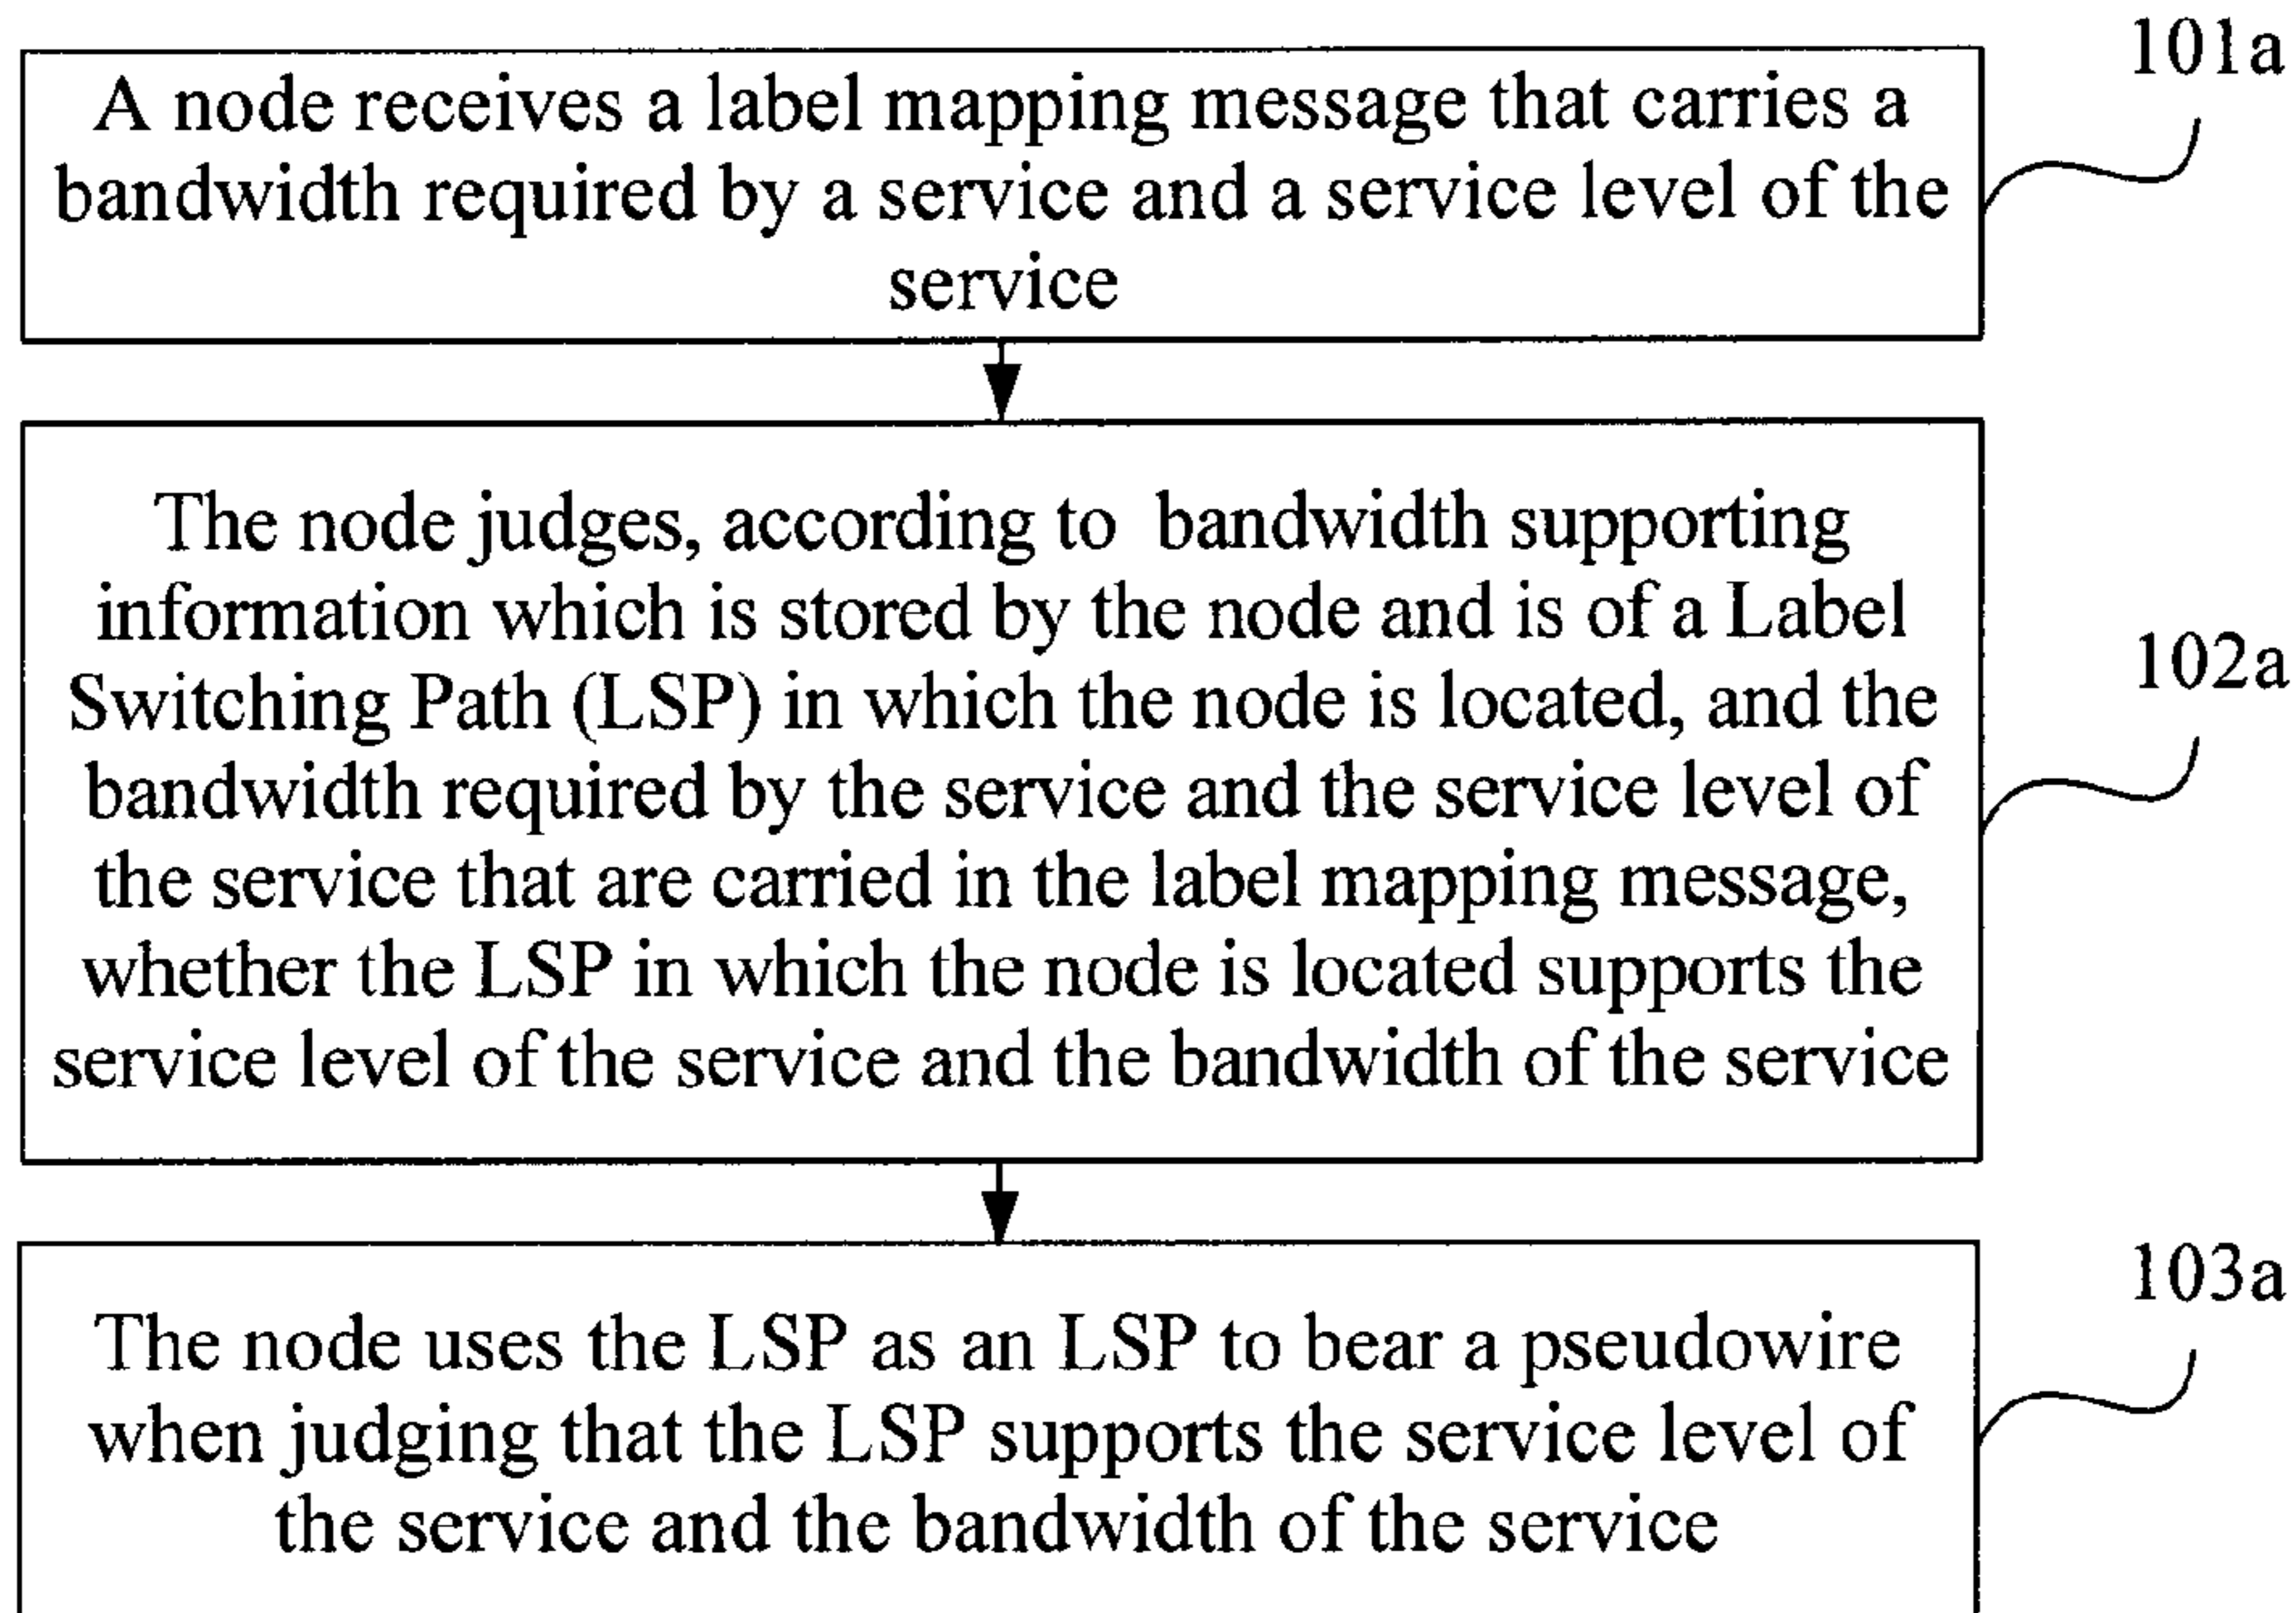 101a
A node receives a label mapping message that carries a
bandwidth required by a service and a service level of the
service
The node judges, according to bandwidth supporting
information which is stored by the node and is of a Label
Switching Path (LSP) in which the node is located, and the
bandwidth required by the service and the service level of
the service that are carried in the label mapping message,
whether the LSP in which the node is located supports the
service level of the service and the bandwidth of the service
102a
The node uses the LSP as an LSP to bear a pseudowire
when judging that the LSP supports the service level of
the service and the bandwidth of the service
103a